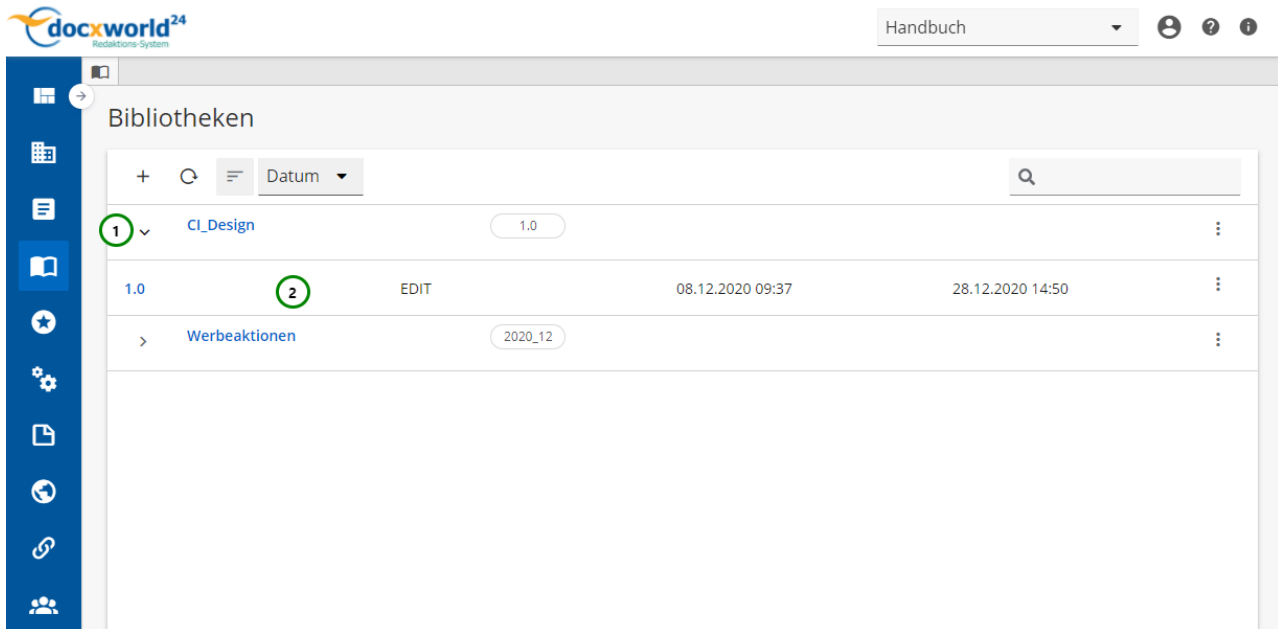 docxworld24
Redaktions-System
Handbuch
Bibliotheken
Datum
1 CI_Design 1.0
1.0 2 EDIT 08.12.2020 09:37 28.12.2020 14:50
Werbeaktionen 2020_12